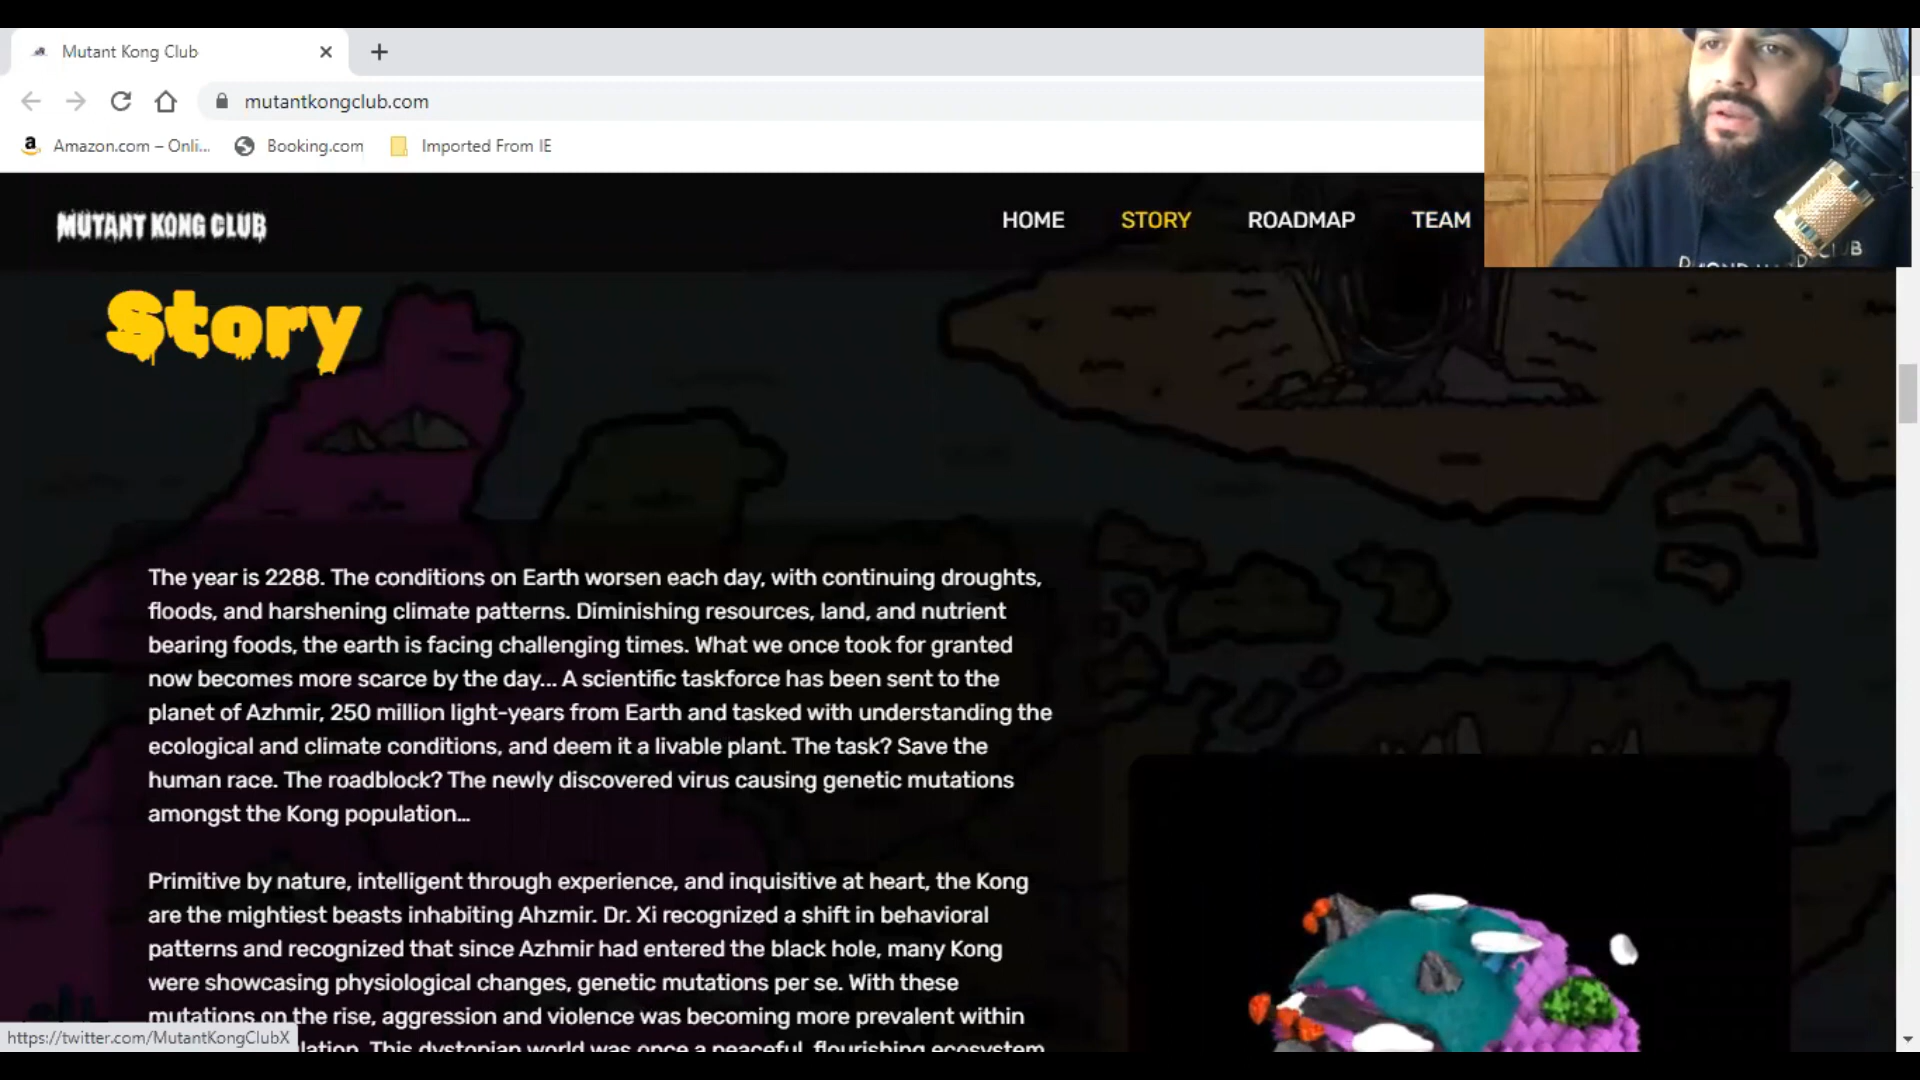 Mutant Kong Club
mutantkongclub.com
Amazon.com – Onli... Booking.com Imported From IE
MUTANT KONG CLUB HOME STORY ROADMAP TEAM
Story
The year is 2288. The conditions on Earth worsen each day, with continuing droughts,
floods, and harshening climate patterns. Diminishing resources, land, and nutrient
bearing foods, the earth is facing challenging times. What we once took for granted
now becomes more scarce by the day... A scientific taskforce has been sent to the
planet of Azhmir, 250 million light-years from Earth and tasked with understanding the
ecological and climate conditions, and deem it a livable plant. The task? Save the
human race. The roadblock? The newly discovered virus causing genetic mutations
amongst the Kong population...
Primitive by nature, intelligent through experience, and inquisitive at heart, the Kong
are the mightiest beasts inhabiting Ahzmir. Dr. Xi recognized a shift in behavioral
patterns and recognized that since Azhmir had entered the black hole, many Kong
were showcasing physiological changes, genetic mutations per se. With these
mutations on the rise, aggression and violence was becoming more prevalent within
https://twitter.com/MutantKongClubX
lation. This dystopian world was once a peaceful, flourishing ecosystem